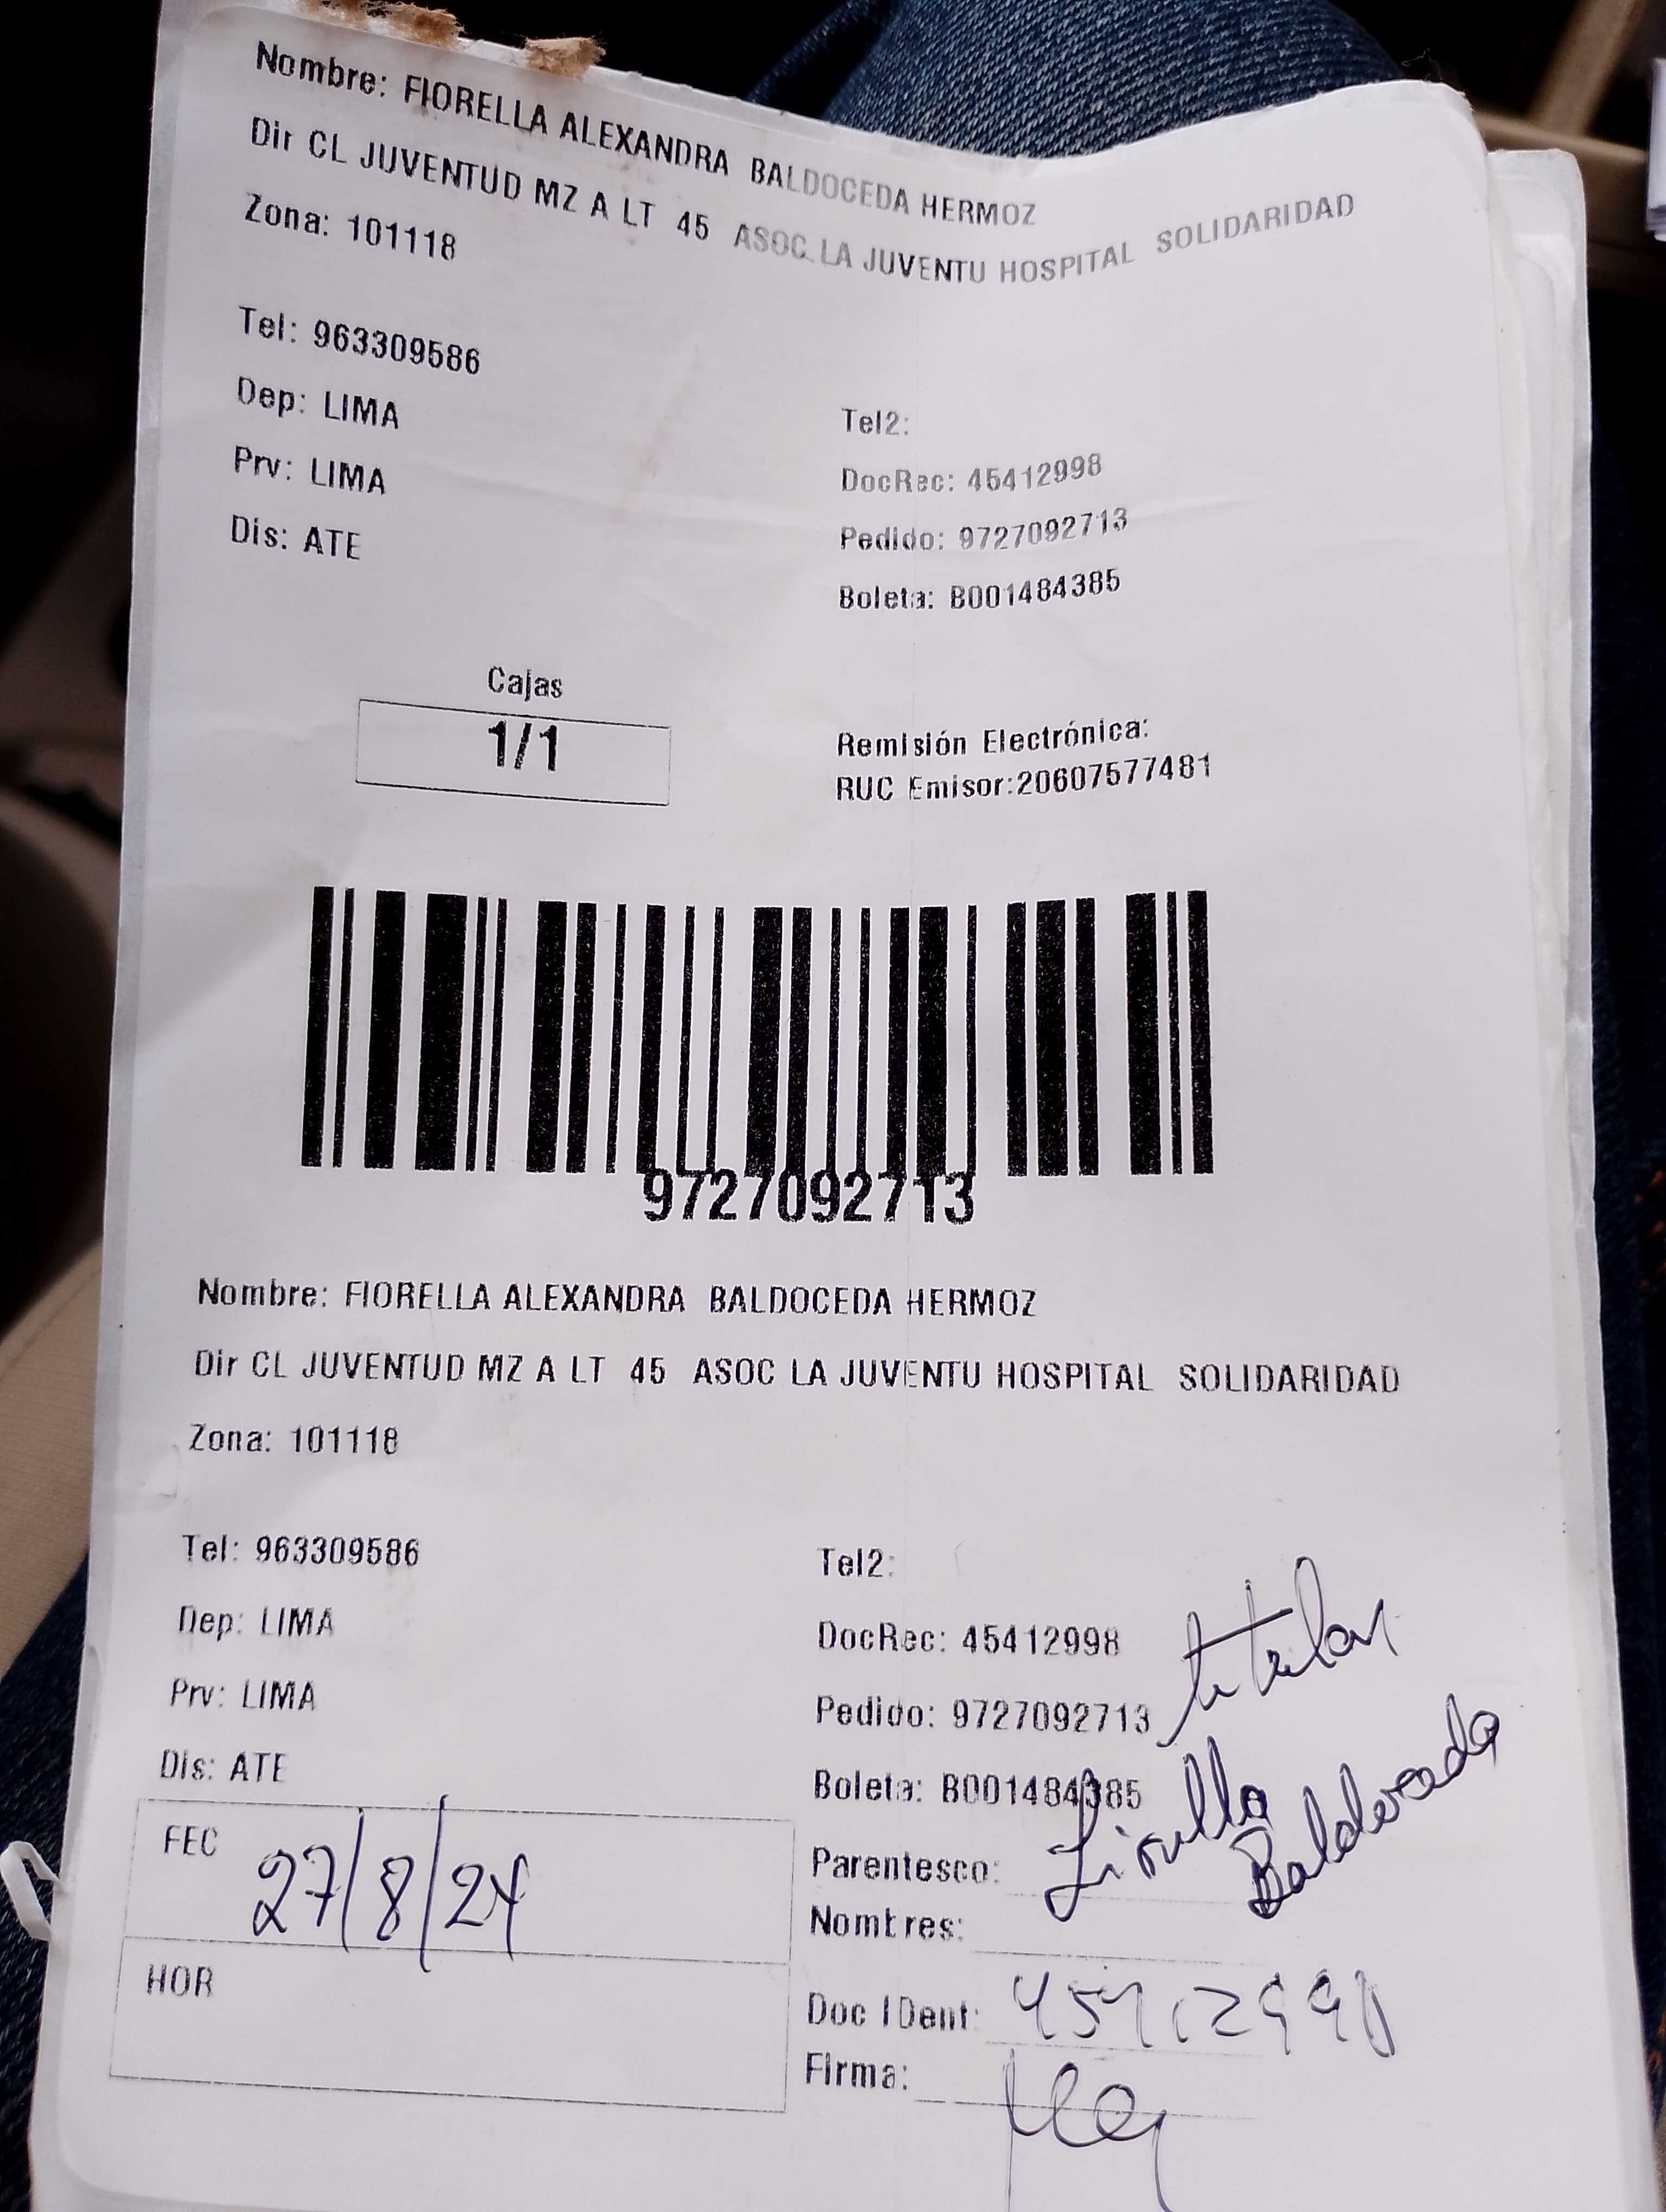 Nombre: FIORELLA ALEXANDRA BALDOCEDA HERMOZ
Dir CL JUVENTUD MZ A LT 45 ASOC LA JUVENTU HOSPITAL SOLIDARIDAD
Zona: 101118
Tel: 963309586
Dep: LIMA
Prv: LIMA
Dis: ATE
Tel2:
DocRec: 45412998
Pedido: 9727092713
Boleta: B001484385
Cajas
1/1
Remisión Electrónica:
RUC Emisor:20607577481
9727092713
Nombre: FIORELLA ALEXANDRA BALDOCEDA HERMOZ
Dir CL JUVENTUD MZ A LT 45 ASOC LA JUVENTU HOSPITAL SOLIDARIDAD
Zona: 101118
Tel: 963309586
Dep: LIMA
Prv: LIMA
Dis: ATE
FEC 27/8/24
HOR
Tel2:
DocRec: 45412998
Pedido: 9727092713
titular
Boleta: B001484385
Parentesco: Fiorella Baldoceda
Nombres:
Doc IDent: 45412998
Firma: